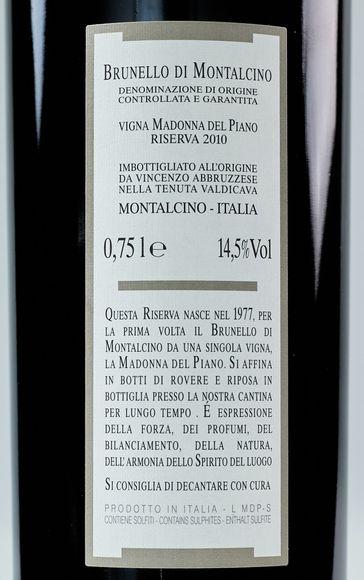 BRUNELLO DI MONTALCINO
DENOMINAZIONE DI ORIGINE
CONTROLLATA E GARANTITA
VIGNA MADONNA DEL PIANO
RISERVA 2010
IMBOTTIGLIATO ALL'ORIGINE
DA VINCENZO ABBRUZZESE
NELLA TENUTA VALDICAVA
MONTALCINO - ITALIA
0,75 l e 14,5% Vol
QUESTA RISERVA NASCE NEL 1977, PER
LA PRIMA VOLTA IL BRUNELLO DI
MONTALCINO DA UNA SINGOLA VIGNA,
LA MADONNA DEL PIANO. SI AFFINA
IN BOTTI DI ROVERE E RIPOSA IN
BOTTIGLIA PRESSO LA NOSTRA CANTINA
PER LUNGO TEMPO . É ESPRESSIONE
DELLA FORZA, DEI PROFUMI, DEL
BILANCIAMENTO, DELLA NATURA,
DELL'ARMONIA DELLO SPIRITO DEL LUOGO
SI CONSIGLIA DI DECANTARE CON CURA
PRODOTTO IN ITALIA - L MDP-S
CONTIENE SOLFITI - CONTAINS SULPHITES - ENTHALT SULFITE